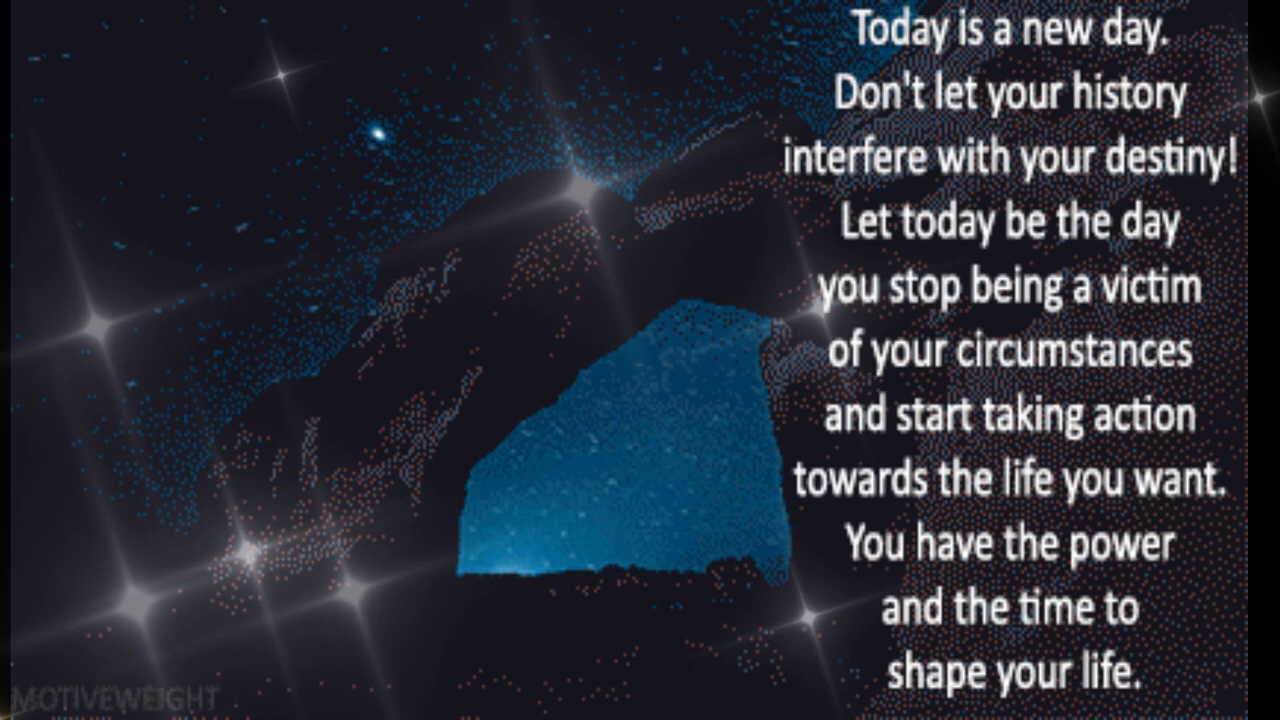 Today is a new day.
Don't let your history
interfere with your destiny!
Let today be the day
you stop being a victim
of your circumstances
and start taking action
towards the life you want.
You have the power
and the time to
shape your life.
MOTIVEWEIGHT